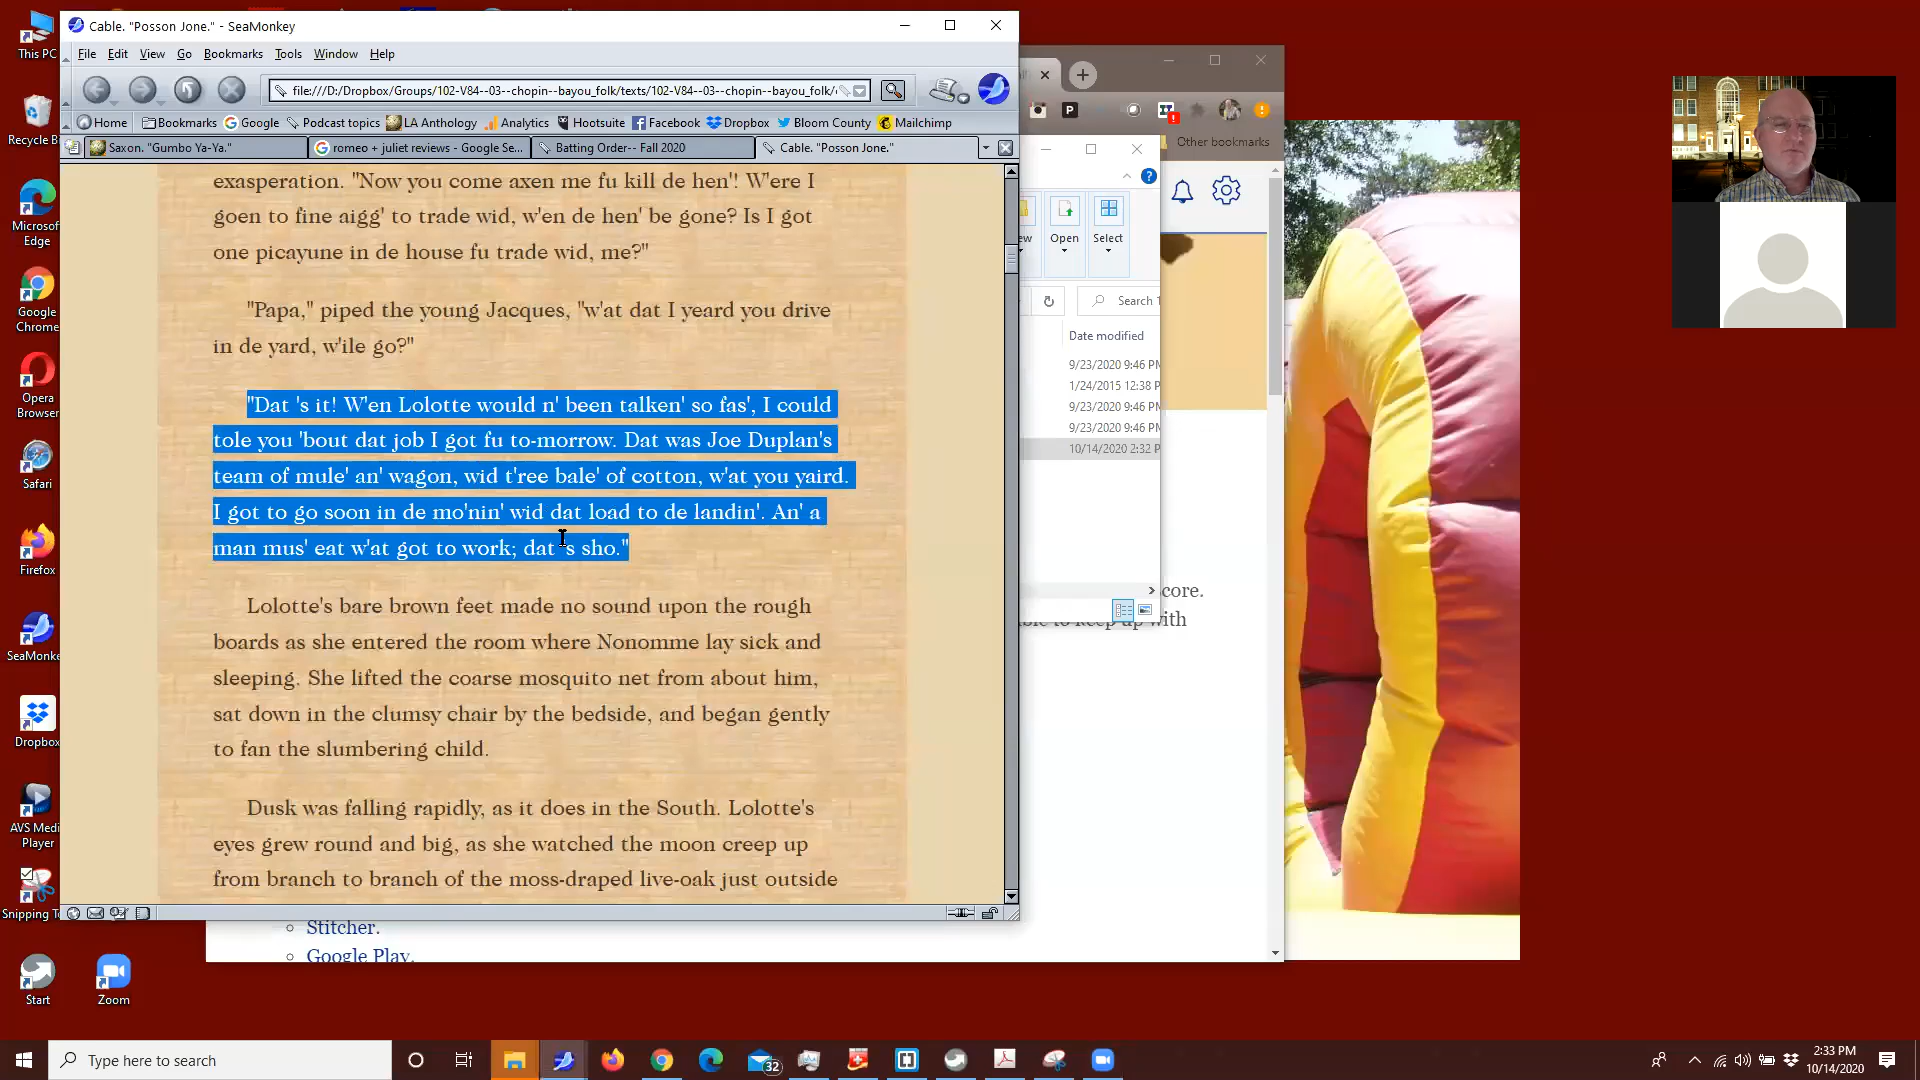 This PC
Recycle B
Microsof
Edge
Google
Chrome
Opera
Browser
Safari
Firefox
SeaMonke
Dropbox
AVS Medi
Player
Snipping T
Start
Zoom
Cable. "Posson Jone." - SeaMonkey
File Edit View Go Bookmarks Tools Window Help
file:///D:/Dropbox/Groups/102-V84--03--chopin--bayou_folk/texts/102-V84--03--chopin--bayou_folk/
Home Bookmarks Google Podcast topics LA Anthology Analytics Hootsuite Facebook Dropbox Bloom County Mailchimp
Saxon. "Gumbo Ya-Ya." romeo + juliet reviews - Google Se... Batting Order-- Fall 2020 Cable. "Posson Jone."
exasperation. "Now you come axen me fu kill de hen'! W'ere I
goen to fine aigg' to trade wid, w'en de hen' be gone? Is I got
one picayune in de house fu trade wid, me?"
"Papa," piped the young Jacques, "w'at dat I yeard you drive
in de yard, w'ile go?"
"Dat 's it! W'en Lolotte would n' been talken' so fas', I could
tole you 'bout dat job I got fu to-morrow. Dat was Joe Duplan's
team of mule' an' wagon, wid t'ree bale' of cotton, w'at you yaird.
I got to go soon in de mo'nin' wid dat load to de landin'. An' a
man mus' eat w'at got to work; dat 's sho."
Lolotte's bare brown feet made no sound upon the rough
boards as she entered the room where Nonomme lay sick and
sleeping. She lifted the coarse mosquito net from about him,
sat down in the clumsy chair by the bedside, and began gently
to fan the slumbering child.
Dusk was falling rapidly, as it does in the South. Lolotte's
eyes grew round and big, as she watched the moon creep up
from branch to branch of the moss-draped live-oak just outside
Other bookmarks
Open
Select
Search
Date modified
9/23/2020 9:46 PM
1/24/2015 12:38 P
9/23/2020 9:46 PM
9/23/2020 9:46 PM
10/14/2020 2:32 P
core.
to keep up with
Stitcher.
Google Play.
Type here to search
32
2:33 PM
10/14/2020